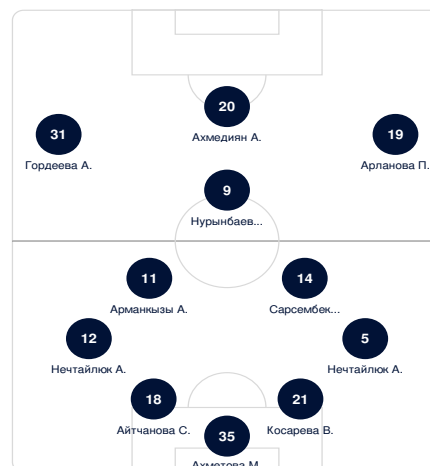 20
Ахмедиян А.
31
19
Гордеева А.
Арланова П.
9
Нурынбаев...
11
14
Арманкызы А.
Сарсембек...
12
5
Нечтайлюк А.
Нечтайлюк А.
18
21
Айтчанова С.
Косарева В.
35
Ахметова М.